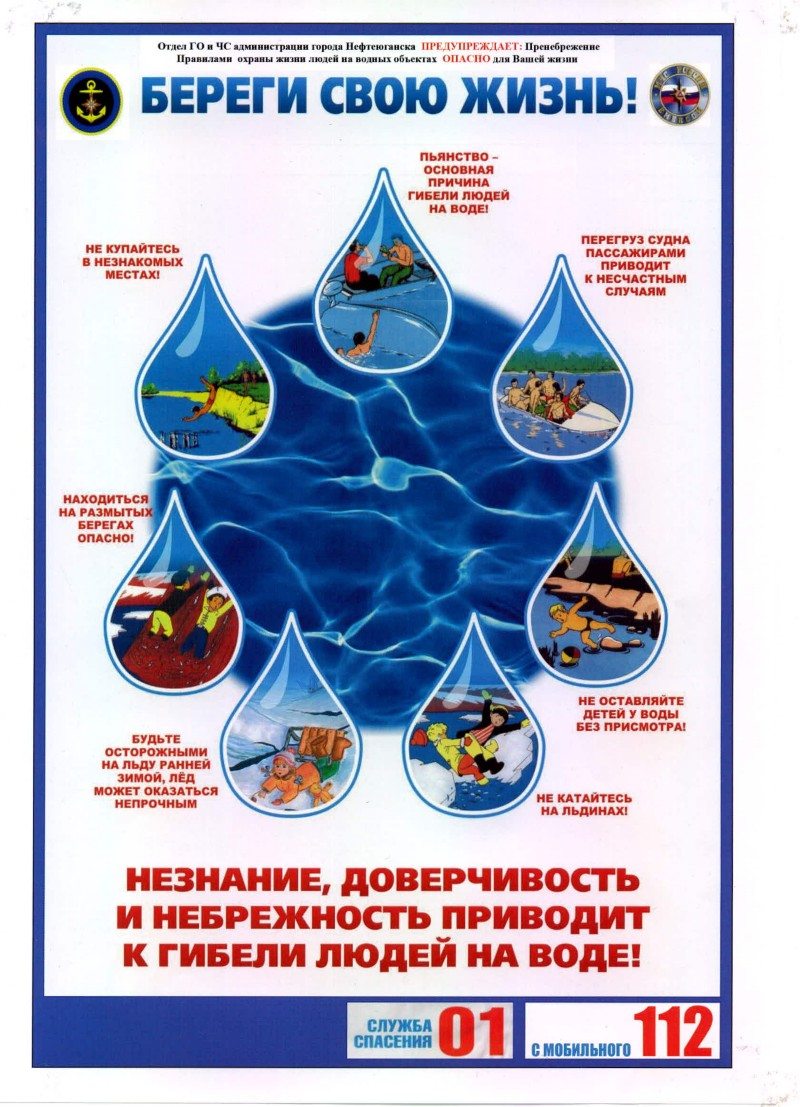 Отдел ГО и ЧС администрации города Нефтеюганска ПРЕДУПРЕЖДАЕТ: Пренебрежение
Правилами охраны жизни людей на водных объектах ОПАСНО для Вашей жизни
БЕРЕГИ СВОЮ ЖИЗНЬ!
ПЬЯНСТВО –
ОСНОВНАЯ
ПРИЧИНА
ГИБЕЛИ ЛЮДЕЙ
НА ВОДЕ!
НЕ КУПАЙТЕСЬ
В НЕЗНАКОМЫХ
МЕСТАХ!
ПЕРЕГРУЗ СУДНА
ПАССАЖИРАМИ
ПРИВОДИТ
К НЕСЧАСТНЫМ
СЛУЧАЯМ
НАХОДИТЬСЯ
НА РАЗМЫТЫХ
БЕРЕГАХ
ОПАСНО!
НЕ ОСТАВЛЯЙТЕ
ДЕТЕЙ У ВОДЫ
БЕЗ ПРИСМОТРА!
БУДЬТЕ
ОСТОРОЖНЫМИ
НА ЛЬДУ РАННЕЙ
ЗИМОЙ, ЛЁД
МОЖЕТ ОКАЗАТЬСЯ
НЕПРОЧНЫМ
НЕ КАТАЙТЕСЬ
НА ЛЬДИНАХ!
НЕЗНАНИЕ, ДОВЕРЧИВОСТЬ
И НЕБРЕЖНОСТЬ ПРИВОДИТ
К ГИБЕЛИ ЛЮДЕЙ НА ВОДЕ!
СЛУЖБА
СПАСЕНИЯ 01
С МОБИЛЬНОГО 112